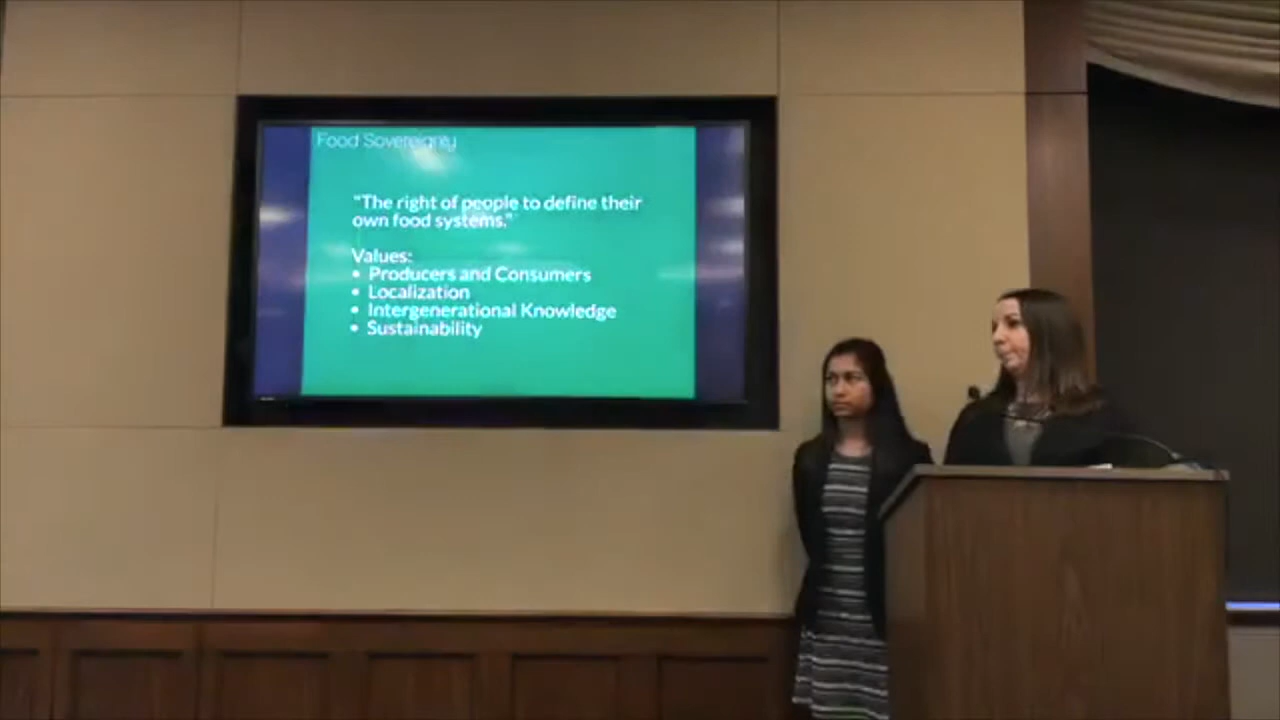 Food Sovereignty
"The right of people to define their
own food systems."
Values:
• Producers and Consumers
• Localization
• Intergenerational Knowledge
• Sustainability